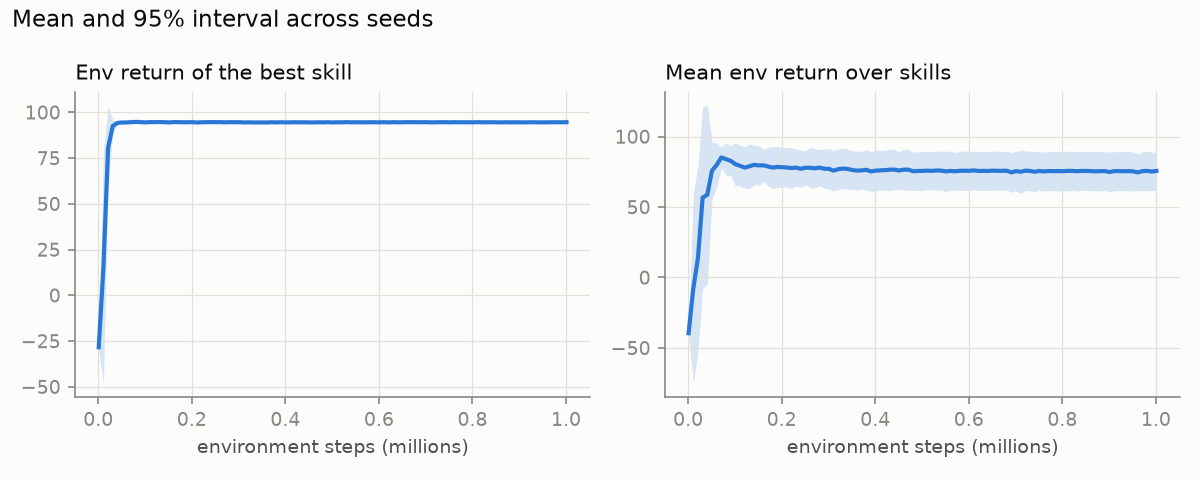 Mean and 95% interval across seeds
Env return of the best skill
100
75
50
25
0
−25
−50
0.0 0.2 0.4 0.6 0.8 1.0
environment steps (millions)
Mean env return over skills
100
50
0
−50
0.0 0.2 0.4 0.6 0.8 1.0
environment steps (millions)